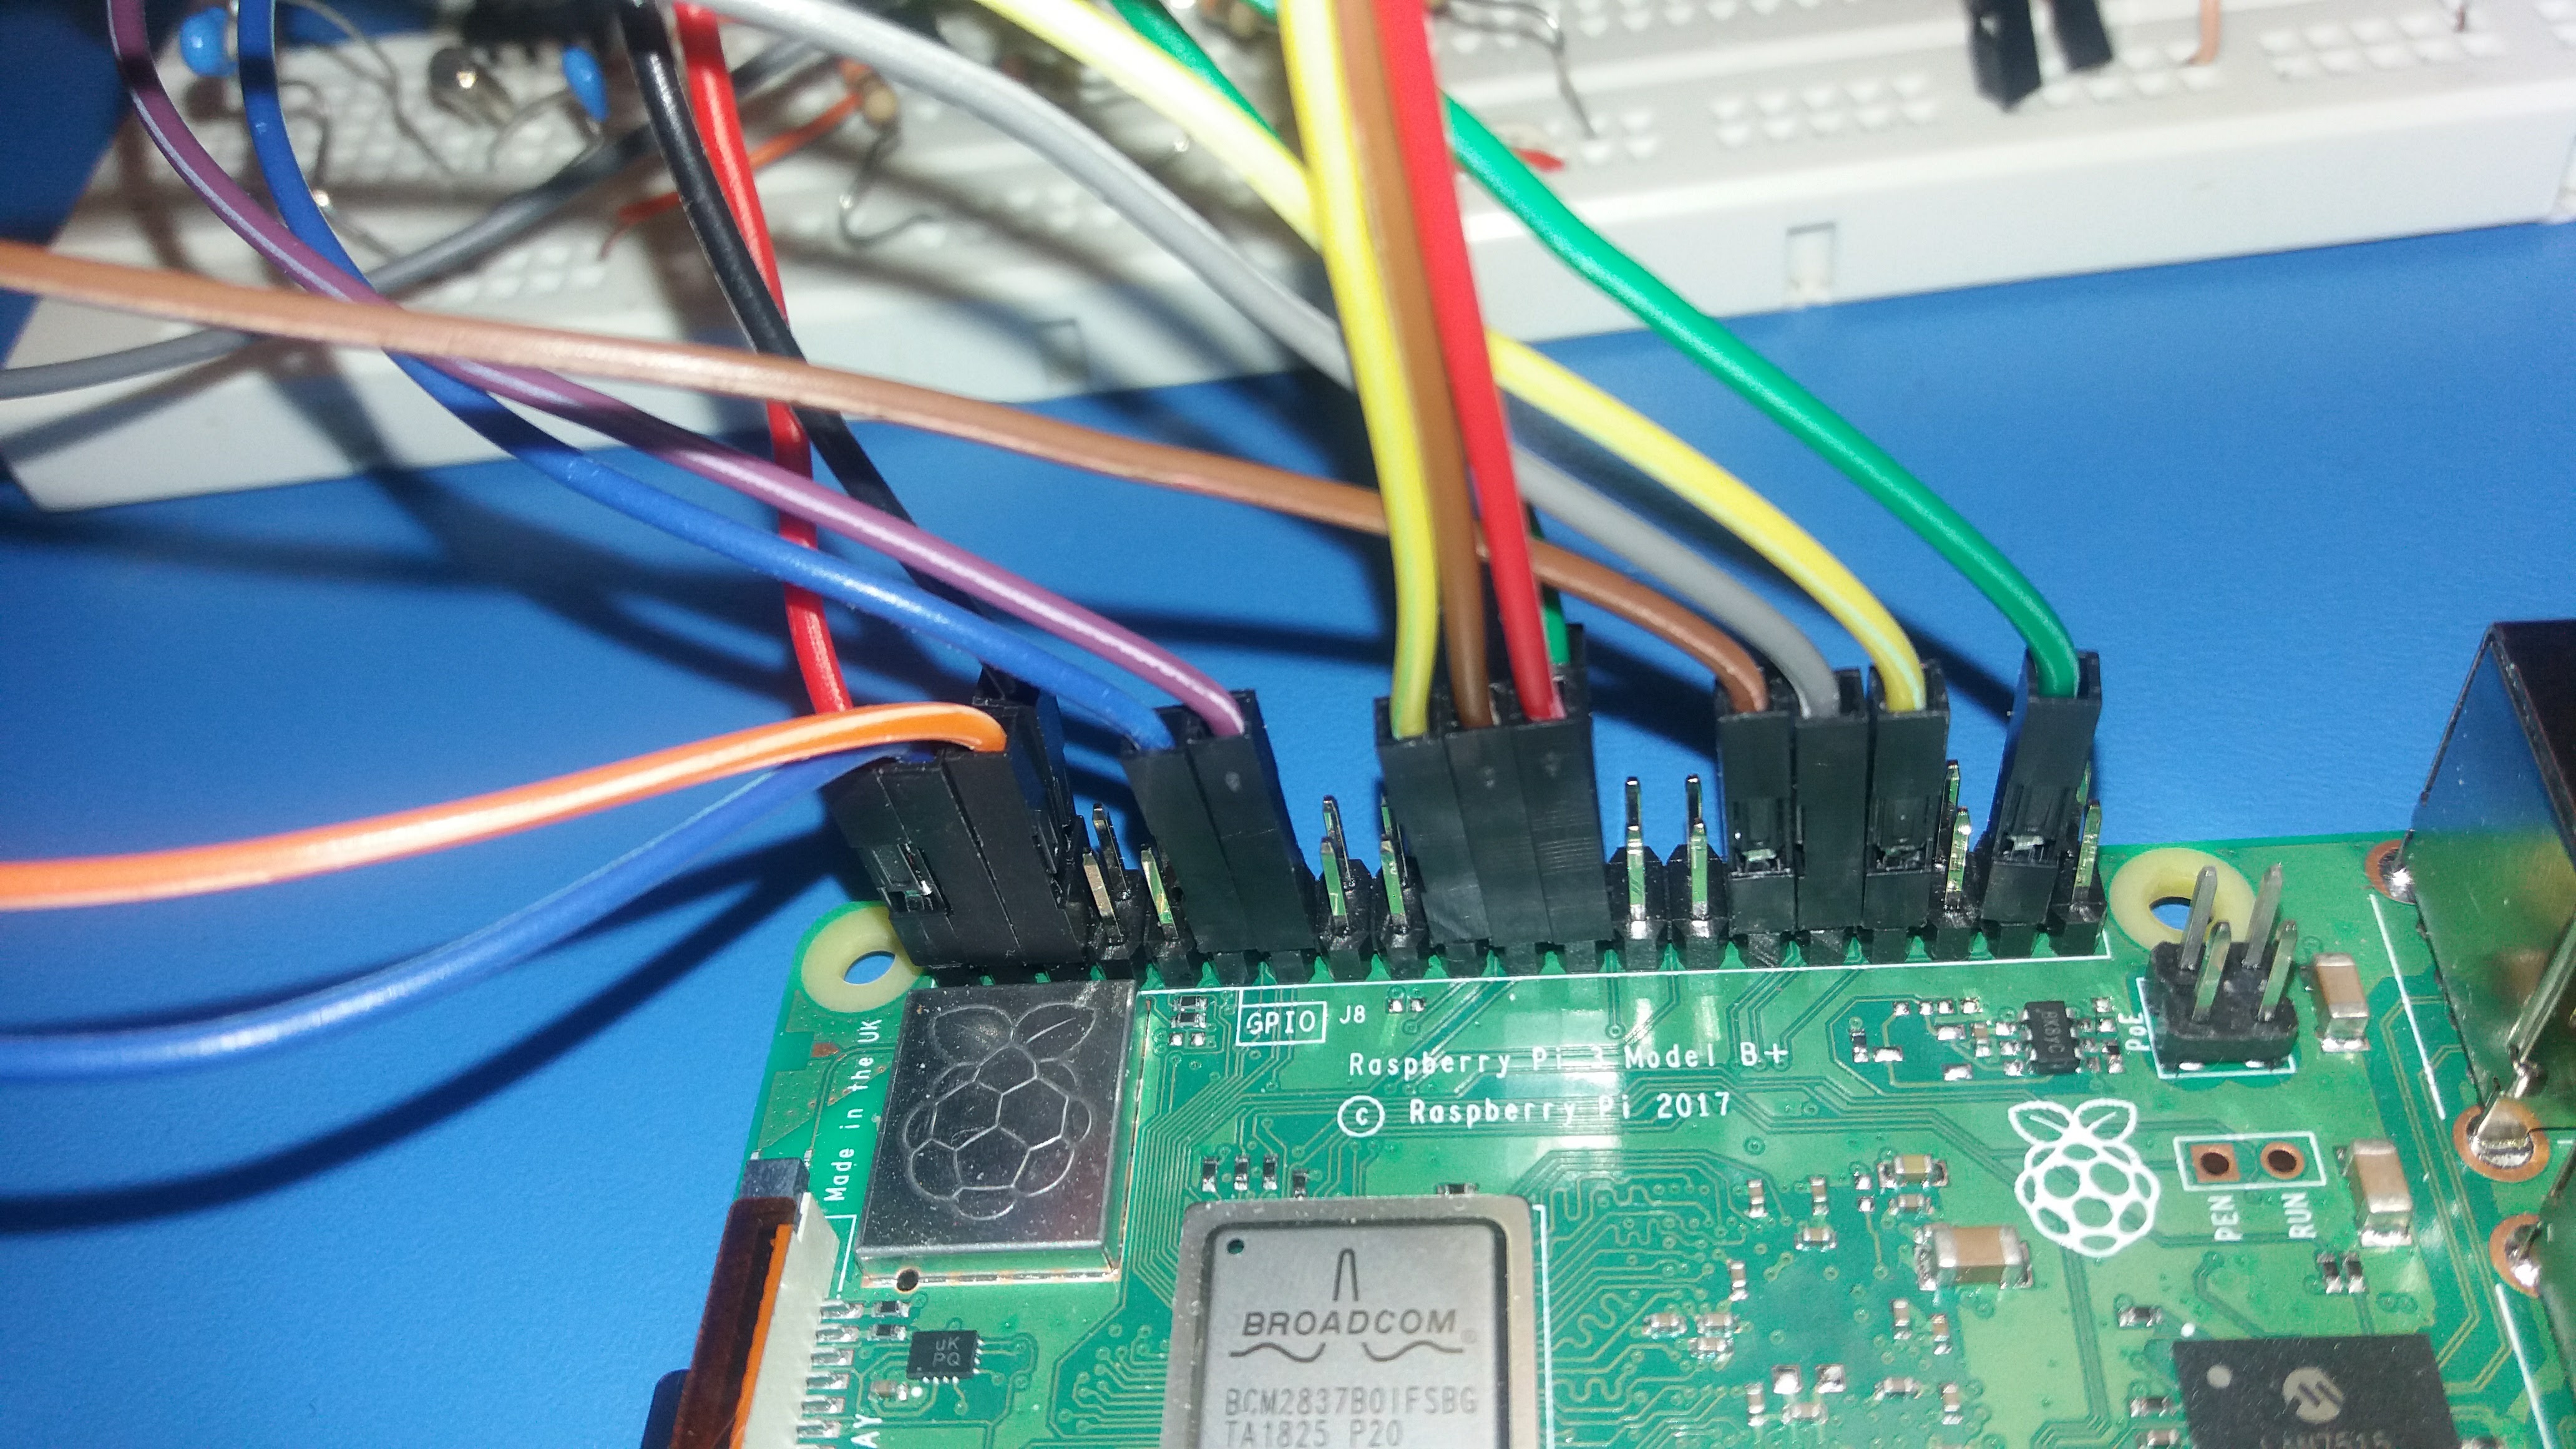 GPIO J8
Raspberry Pi 3 Model B+
© Raspberry Pi 2017
Made in the UK
PoE
PEN
RUN
BROADCOM®
BCM2837B0IFSBG
TA1825 P20
uK
PQ
AY